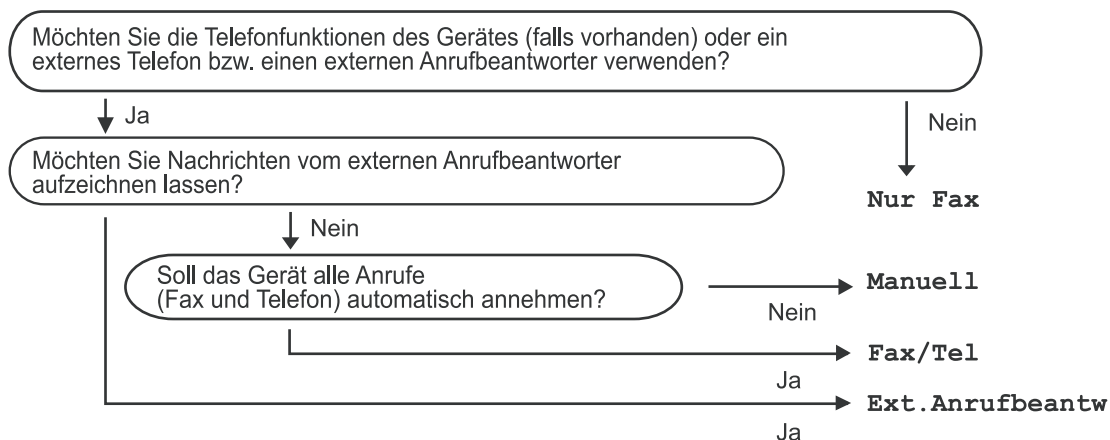 Möchten Sie die Telefonfunktionen des Gerätes (falls vorhanden) oder ein
externes Telefon bzw. einen externen Anrufbeantworter verwenden?
Ja
Nein
Möchten Sie Nachrichten vom externen Anrufbeantworter
aufzeichnen lassen?
Nur Fax
Nein
Soll das Gerät alle Anrufe
(Fax und Telefon) automatisch annehmen?
Manuell
Nein
Fax/Tel
Ja
Ext.Anrufbeantw
Ja